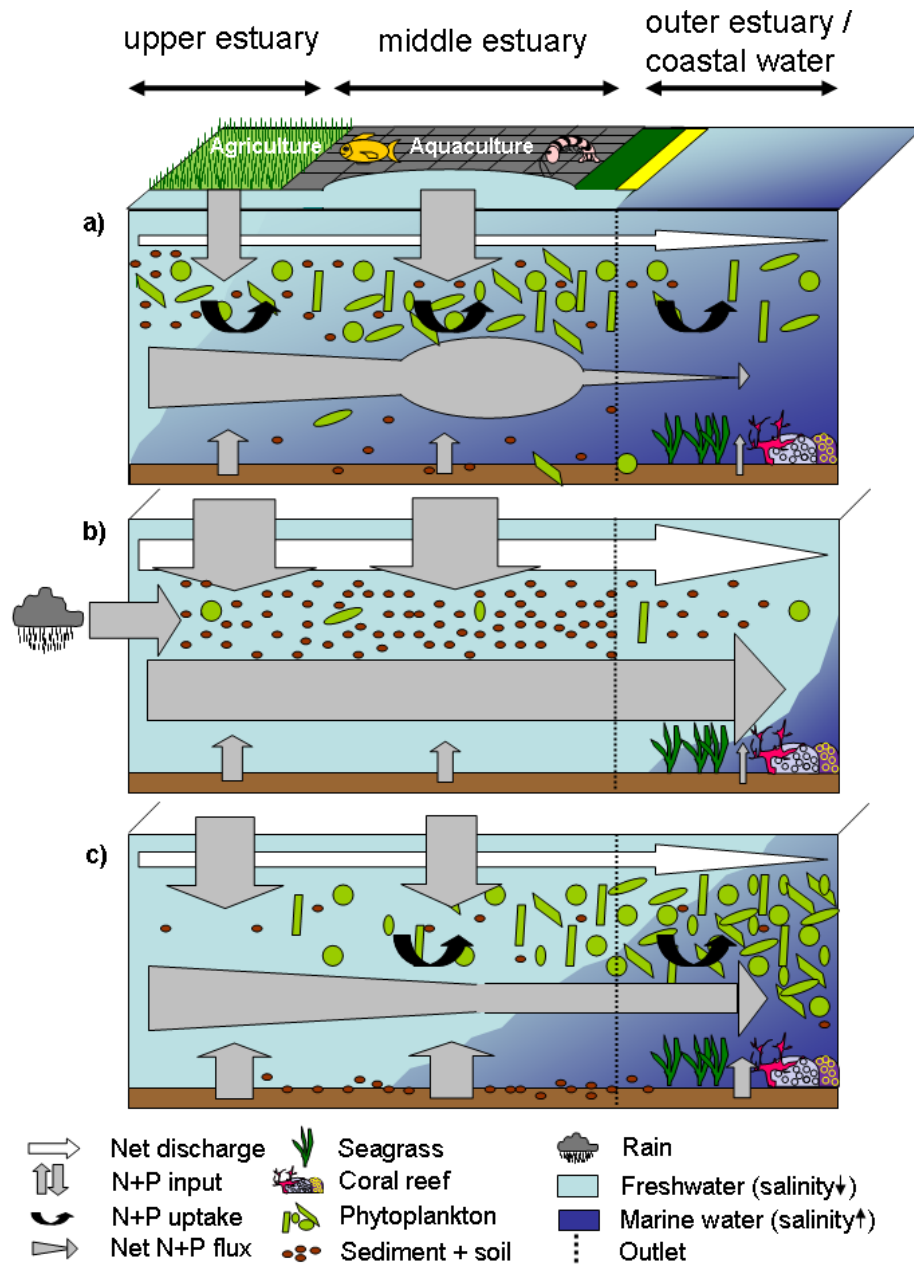 upper estuary
middle estuary
outer estuary /
coastal water
Agriculture
Aquaculture
a)
b)
c)
Net discharge
Seagrass
Rain
N+P input
Coral reef
Freshwater (salinity↓)
N+P uptake
Phytoplankton
Marine water (salinity↑)
Net N+P flux
Sediment + soil
Outlet